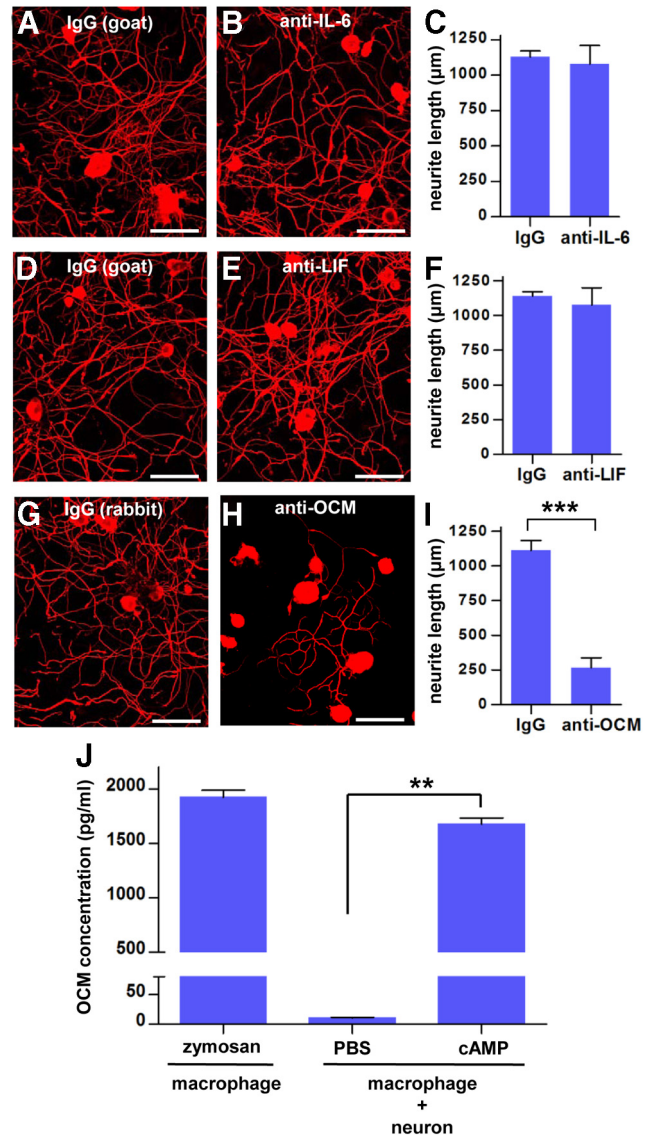 A
IgG (goat)
B
anti-IL-6
C
neurite length (µm)
1250
1000
750
500
250
0
IgG
anti-IL-6
D
IgG (goat)
E
anti-LIF
F
neurite length (µm)
1250
1000
750
500
250
0
IgG
anti-LIF
G
IgG (rabbit)
H
anti-OCM
I
***
neurite length (µm)
1250
1000
750
500
250
0
IgG
anti-OCM
J
**
OCM concentration (pg/ml)
2000
1500
1000
500
50
0
zymosan
PBS
cAMP
macrophage
macrophage
+
neuron